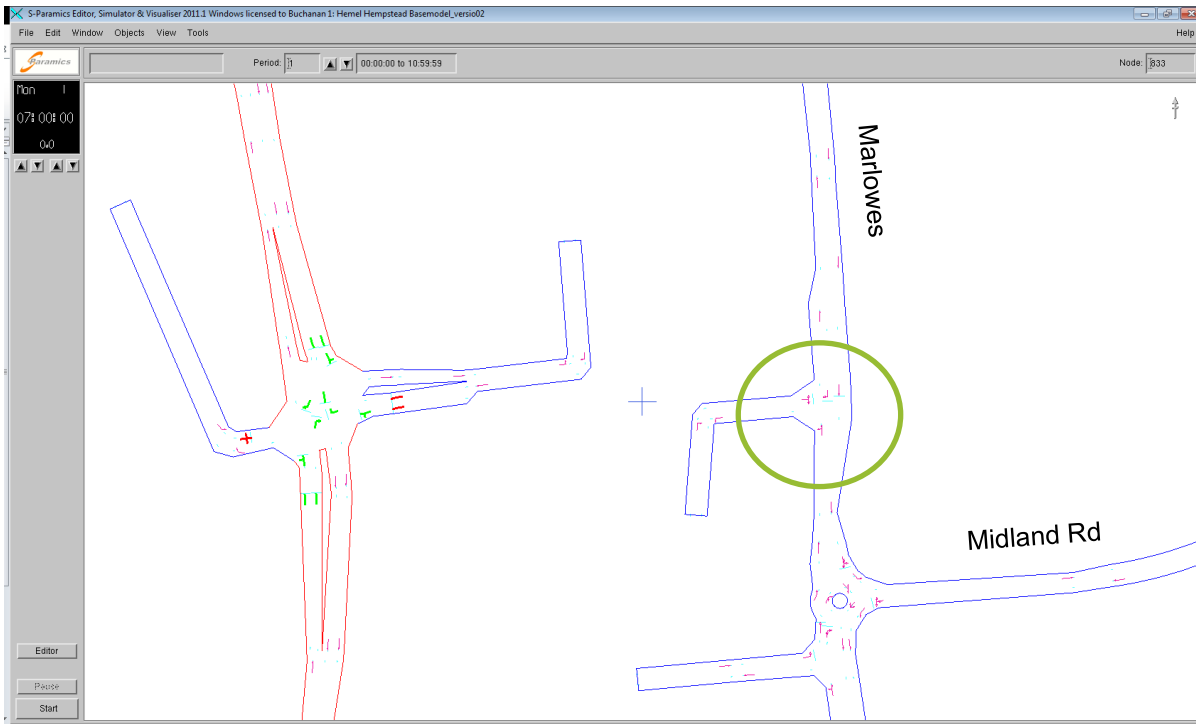 S-Paramics Editor, Simulator & Visualiser 2011.1 Windows licensed to Buchanan 1: Hemel Hempstead Basemodel_versio02
File Edit Window Objects View Tools Help
Paramics Period: 1 00:00:00 to 10:59:59 Node: 833
Mon 1
07:00:00
0.0
Marlowes
Midland Rd
Editor
Pause
Start